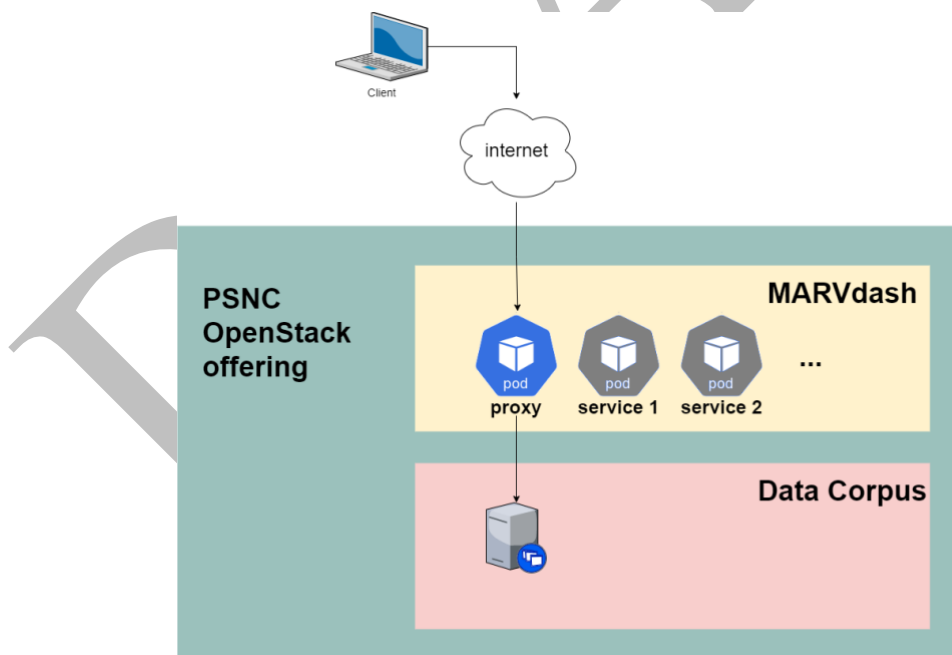 Client
internet
PSNC
OpenStack
offering
MARVdash
pod
pod
pod
...
proxy
service 1
service 2
Data Corpus